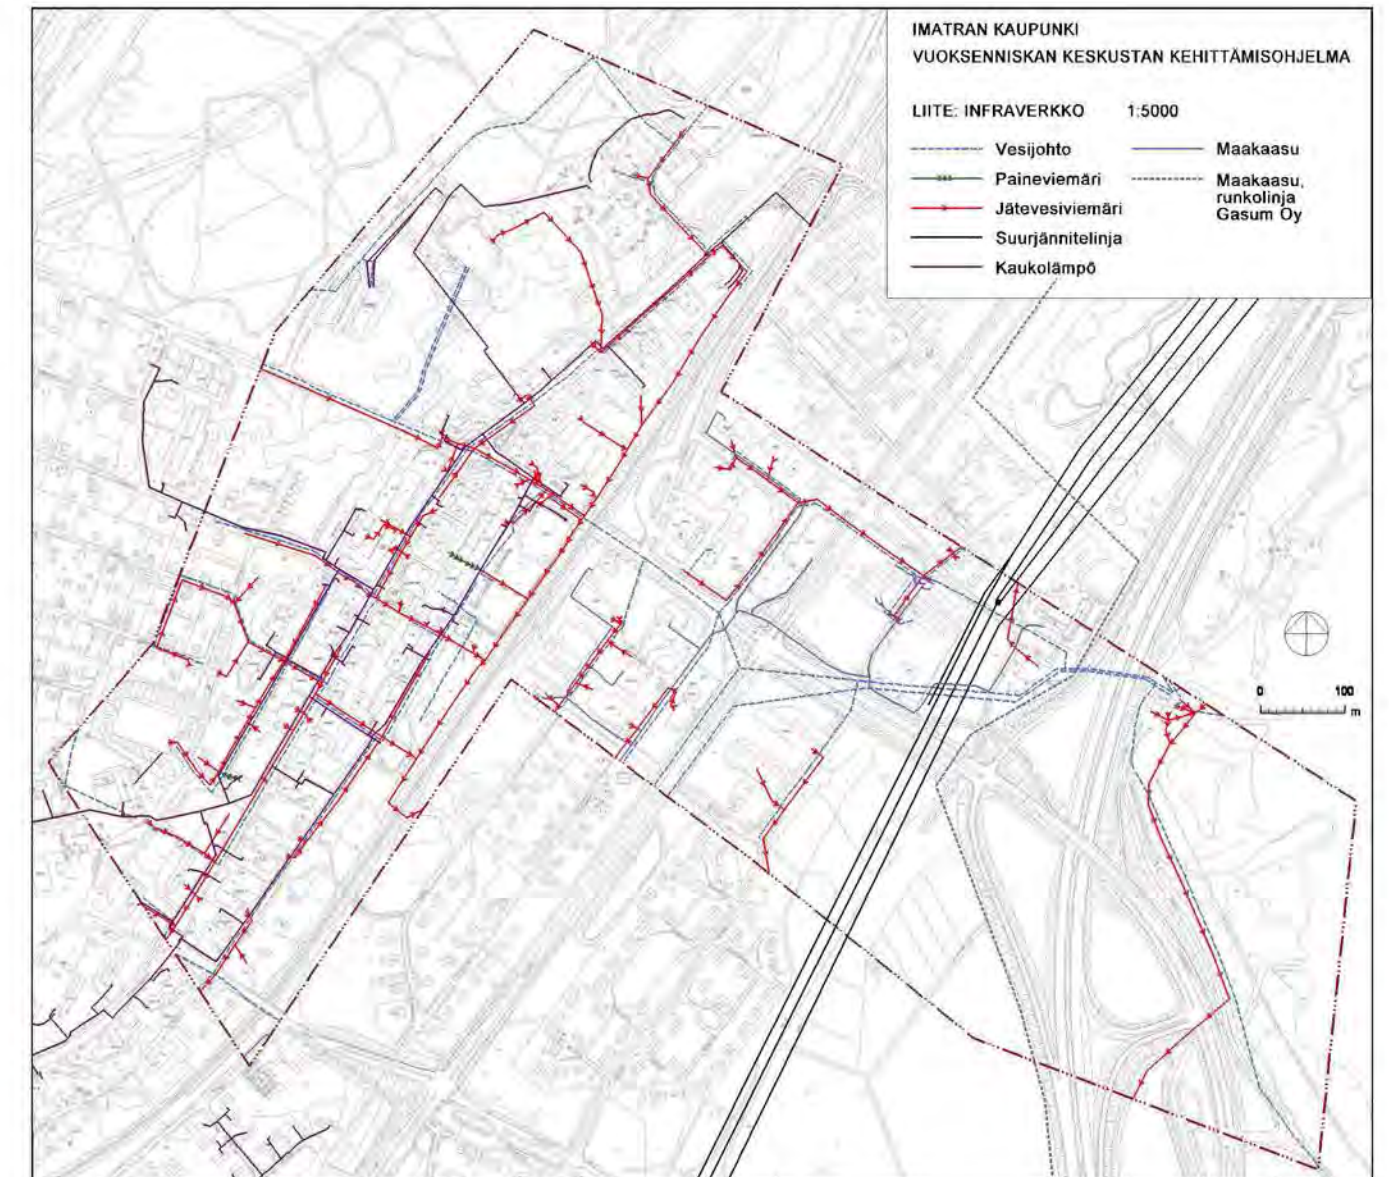 IMATRAN KAUPUNKI
VUOKSENNISKAN KESKUSTAN KEHITTÄMISOHJELMA
LIITE: INFRAVERKKO 1:5000
Vesijohto
Paineviemäri
Jätevesiviemäri
Suurjännitelinja
Kaukolämpö
Maakaasu
Maakaasu,
runkolinja
Gasum Oy
0 100
m